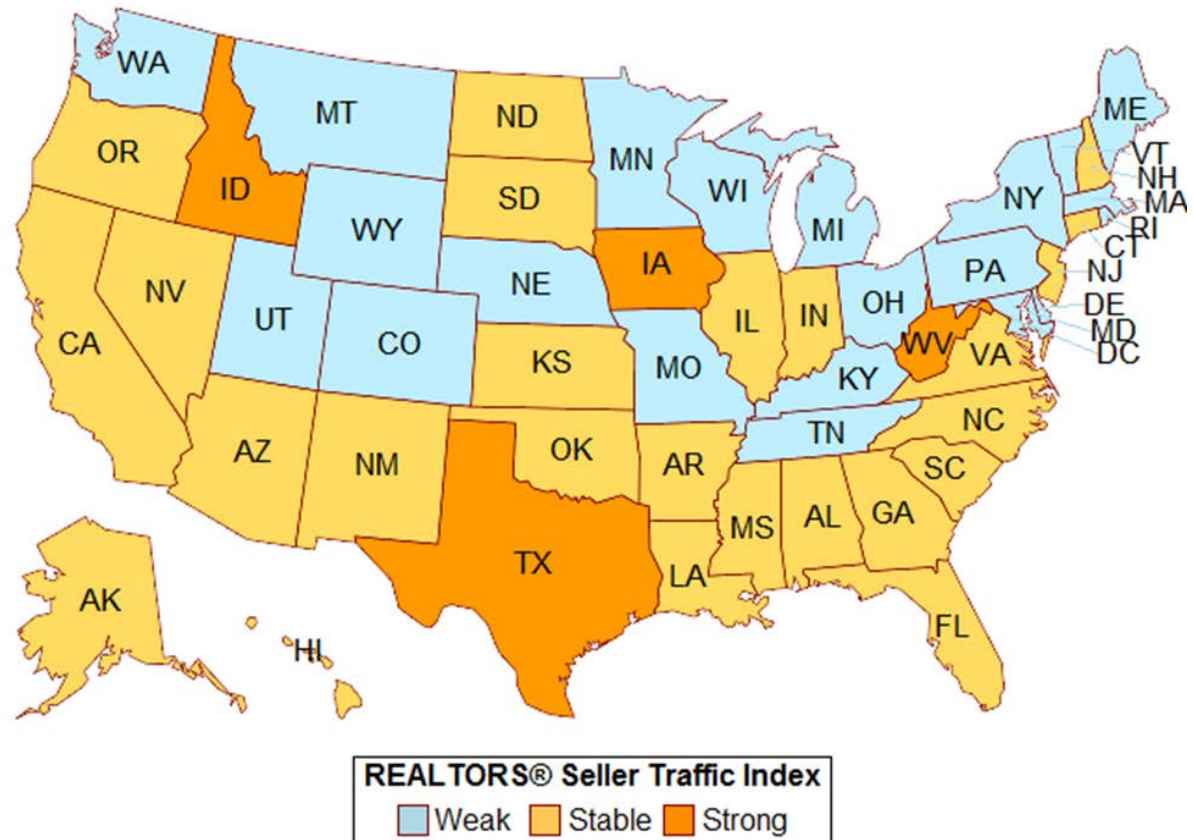 WA
MT
ND
MN
ME
OR
ID
SD
WI
MI
NY
VT
NH
MA
RI
CT
WY
IA
NE
PA
NJ
NV
UT
CO
IL
IN
OH
DE
MD
DC
CA
KS
MO
WV
VA
KY
AZ
NM
OK
AR
TN
NC
SC
MS
AL
GA
TX
LA
AK
HI
FL
REALTORS® Seller Traffic Index
Weak Stable Strong